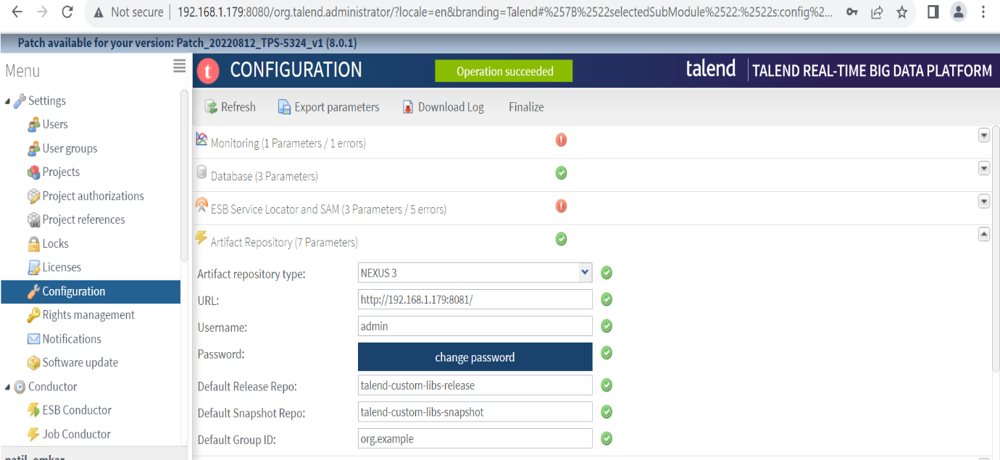 Not secure
192.168.1.179:8080/org.talend.administrator/?locale=en&branding=Talend#%257B%2522selectedSubModule%2522:%2522s:config%2...
Patch available for your version: Patch_20220812_TPS-5324_v1 (8.0.1)
Menu
Settings
Users
User groups
Projects
Project authorizations
Project references
Locks
Licenses
Configuration
Rights management
Notifications
Software update
Conductor
ESB Conductor
Job Conductor
patil_omkar
t CONFIGURATION
Operation succeeded
talend
TALEND REAL-TIME BIG DATA PLATFORM
Refresh
Export parameters
Download Log
Finalize
Monitoring (1 Parameters / 1 errors)
Database (3 Parameters)
ESB Service Locator and SAM (3 Parameters / 5 errors)
Artifact Repository (7 Parameters)
Artifact repository type: NEXUS 3
URL: http://192.168.1.179:8081/
Username: admin
Password: change password
Default Release Repo: talend-custom-libs-release
Default Snapshot Repo: talend-custom-libs-snapshot
Default Group ID: org.example